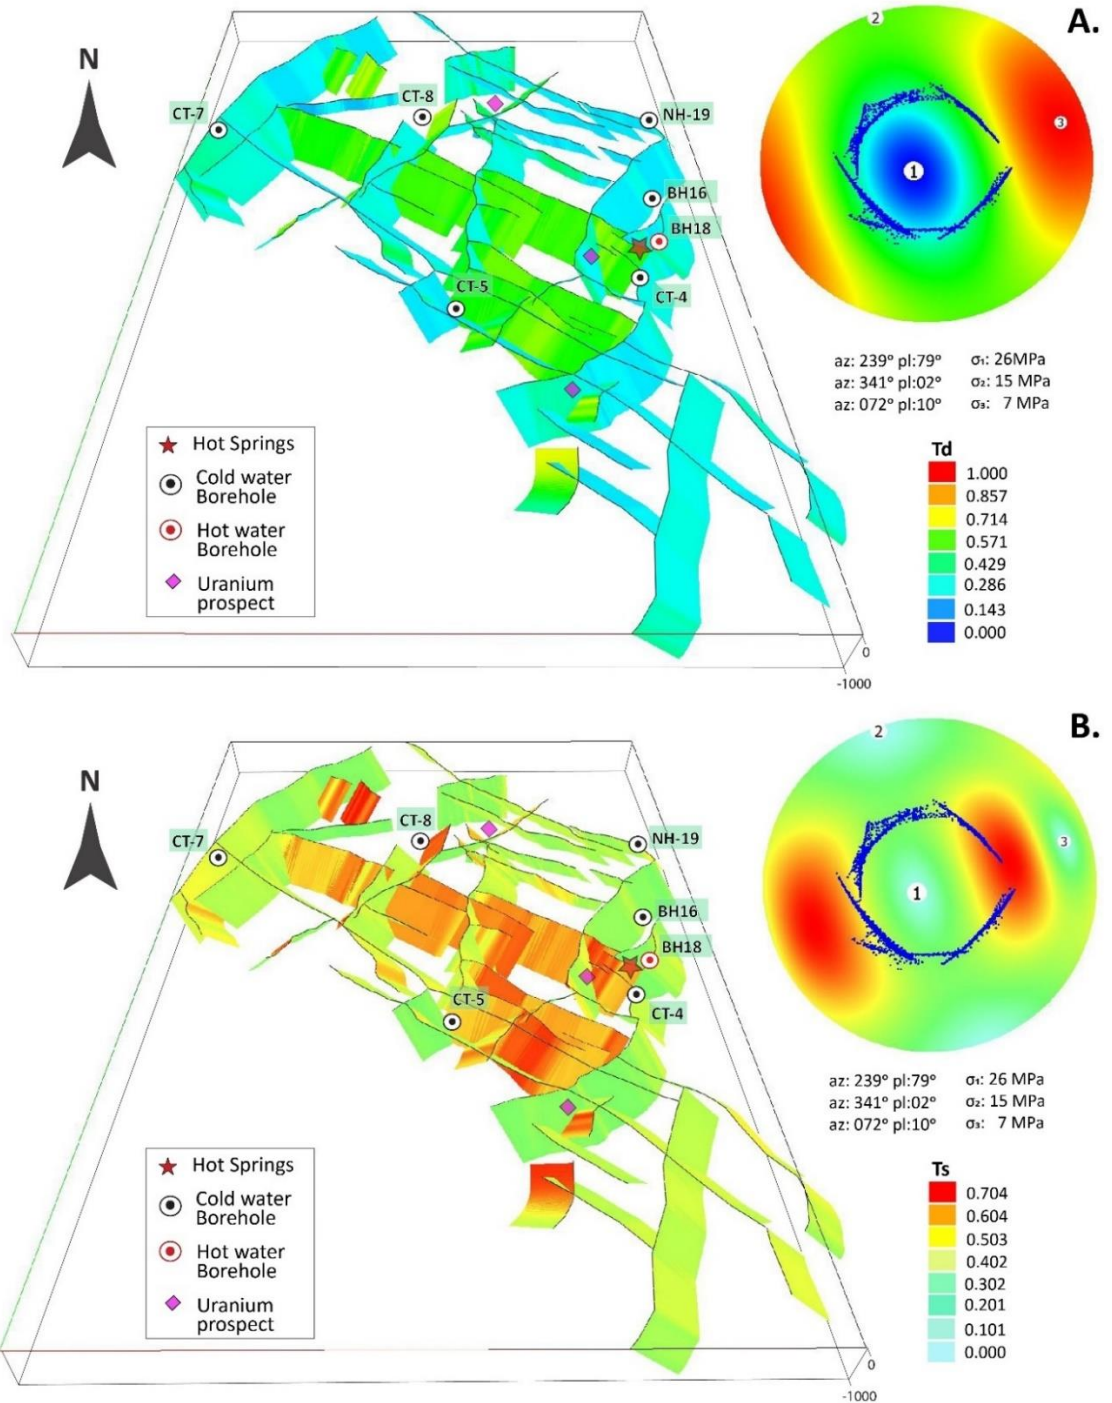 A.
2
N
CT-7
CT-8
NH-19
3
1
BH16
BH18
CT-4
CT-5
az: 239° pl:79° σ₁: 26MPa
az: 341° pl:02° σ₂: 15 MPa
az: 072° pl:10° σ₃: 7 MPa
Hot Springs
Cold water
Borehole
Hot water
Borehole
Uranium
prospect
Td
1.000
0.857
0.714
0.571
0.429
0.286
0.143
0.000
0
-1000
B.
2
N
CT-7
CT-8
NH-19
3
1
BH16
BH18
CT-4
CT-5
az: 239° pl:79° σ₁: 26 MPa
az: 341° pl:02° σ₂: 15 MPa
az: 072° pl:10° σ₃: 7 MPa
Hot Springs
Cold water
Borehole
Hot water
Borehole
Uranium
prospect
Ts
0.704
0.604
0.503
0.402
0.302
0.201
0.101
0.000
0
-1000